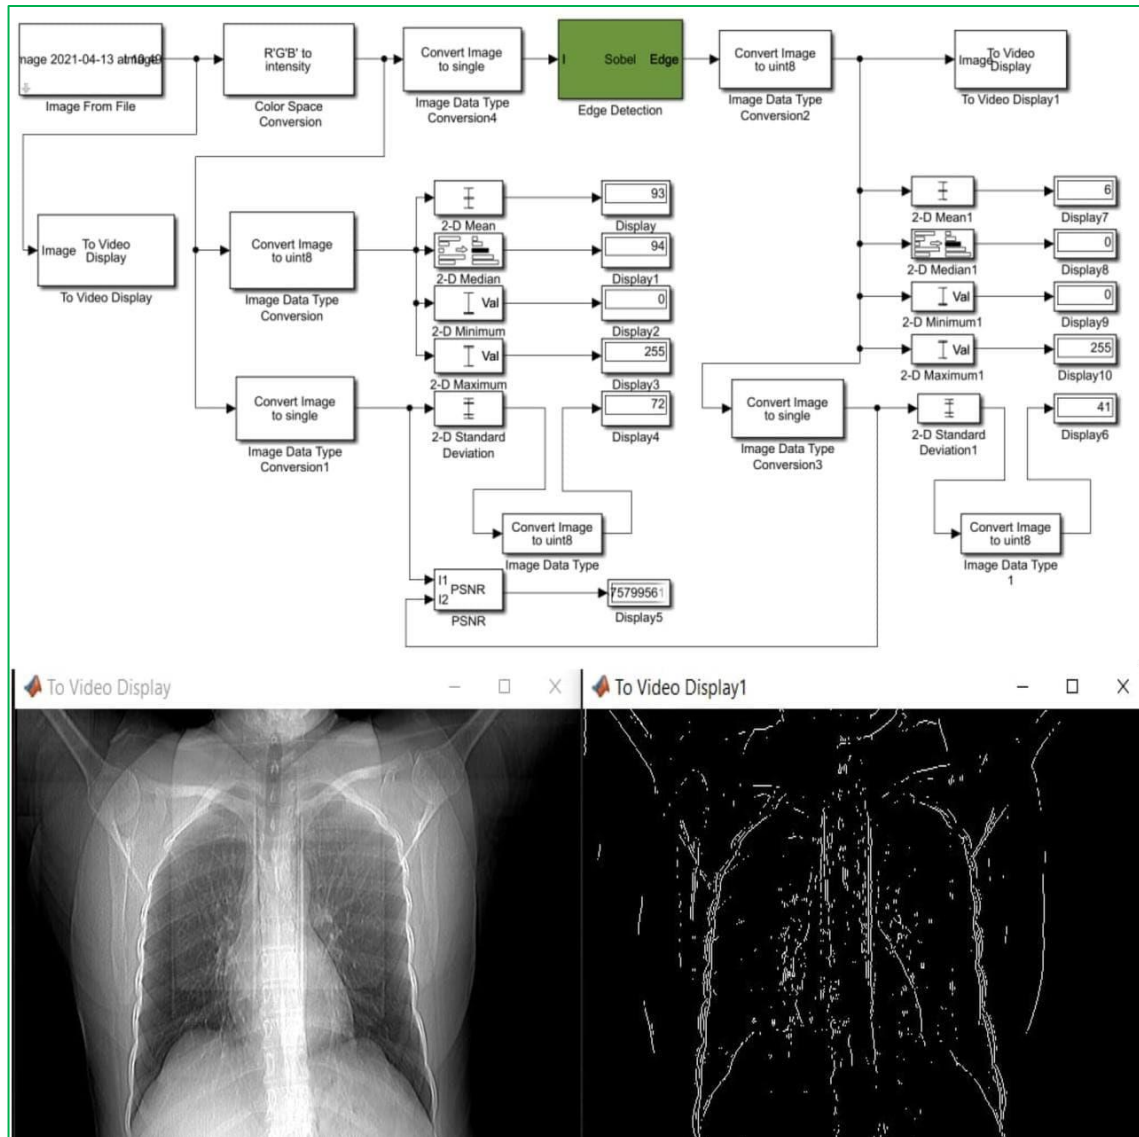 Image From File
R'G'B' to
intensity
Color Space
Conversion
Convert Image
to single
Image Data Type
Conversion4
I
Sobel
Edge
Edge Detection
Convert Image
to uint8
Image Data Type
Conversion2
Image
To Video
Display
To Video Display1
Image
To Video
Display
To Video Display
Convert Image
to uint8
Image Data Type
Conversion
2-D Mean
93
Display
2-D Median
94
Display1
Val
2-D Minimum
0
Display2
Val
2-D Maximum
255
Display3
Convert Image
to single
Image Data Type
Conversion1
2-D Standard
Deviation
72
Display4
Convert Image
to uint8
Image Data Type
I1
I2
PSNR
PSNR
75799561
Display5
2-D Mean1
6
Display7
2-D Median1
0
Display8
Val
2-D Minimum1
0
Display9
Val
2-D Maximum1
255
Display10
Convert Image
to single
Image Data Type
Conversion3
2-D Standard
Deviation1
41
Display6
Convert Image
to uint8
Image Data Type
1
To Video Display
To Video Display1